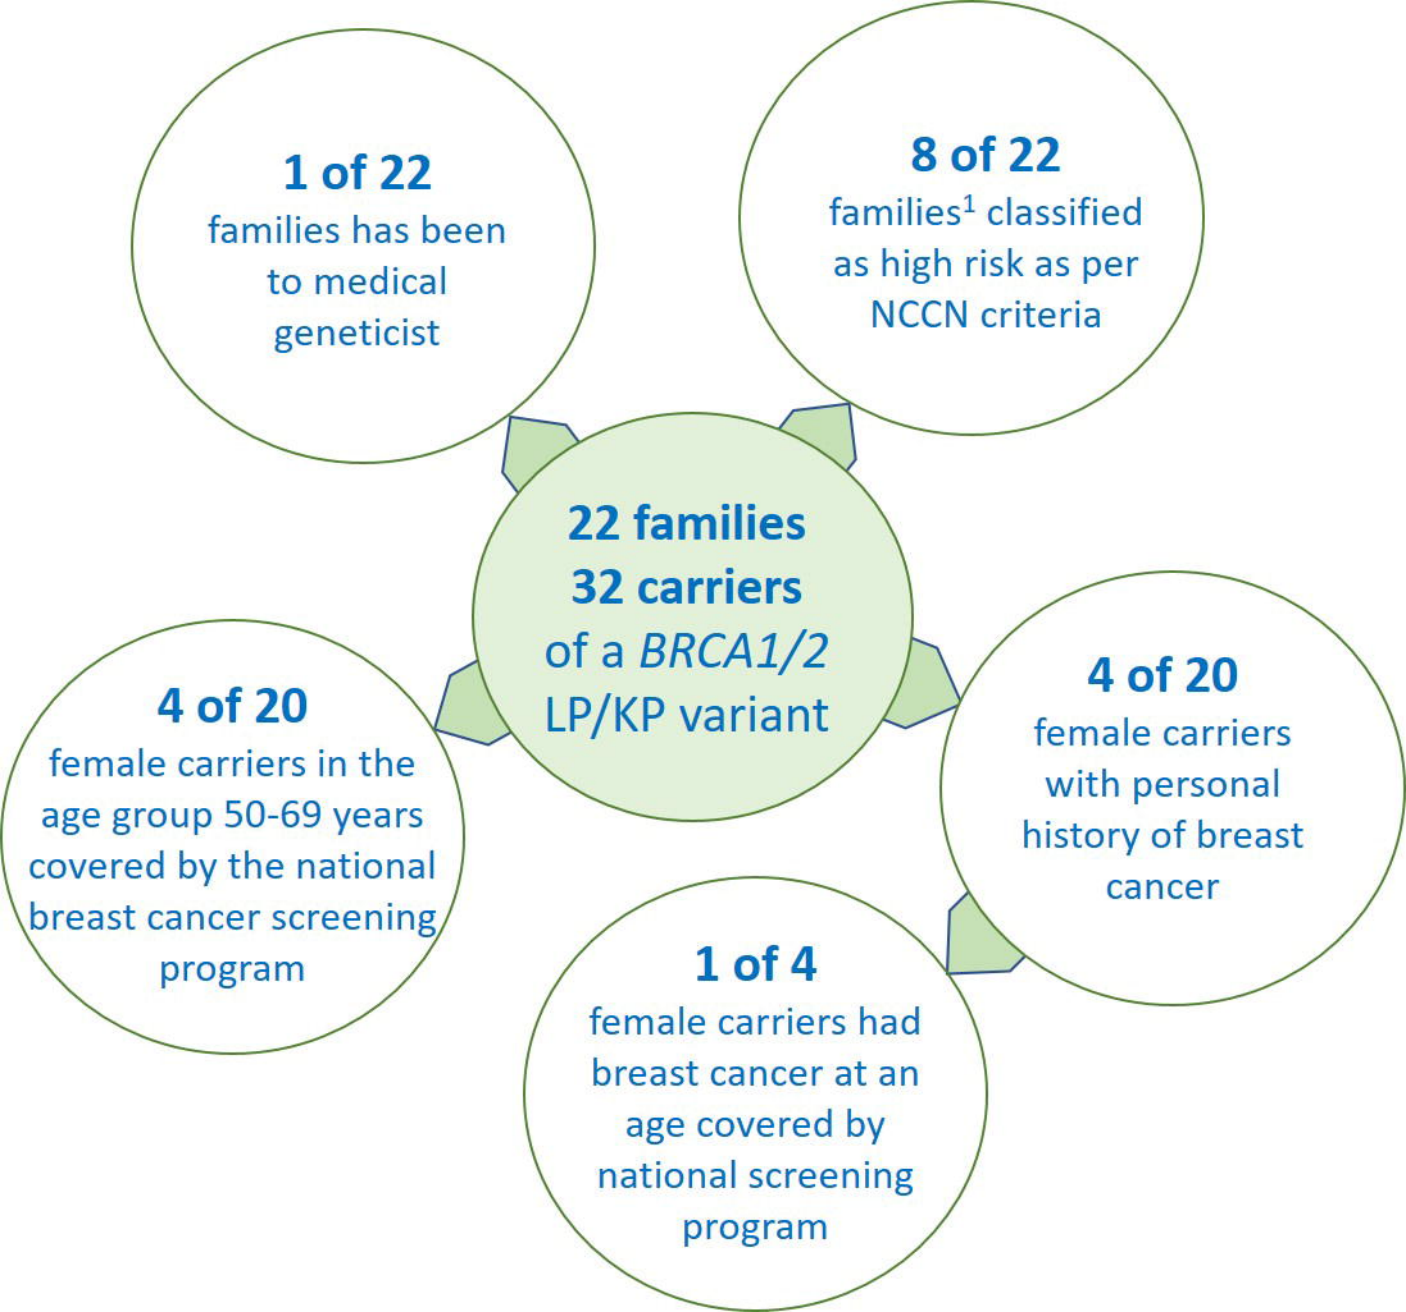 1 of 22
families has been
to medical
geneticist
8 of 22
families¹ classified
as high risk as per
NCCN criteria
22 families
32 carriers
of a BRCA1/2
LP/KP variant
4 of 20
female carriers in the
age group 50-69 years
covered by the national
breast cancer screening
program
4 of 20
female carriers
with personal
history of breast
cancer
1 of 4
female carriers had
breast cancer at an
age covered by
national screening
program